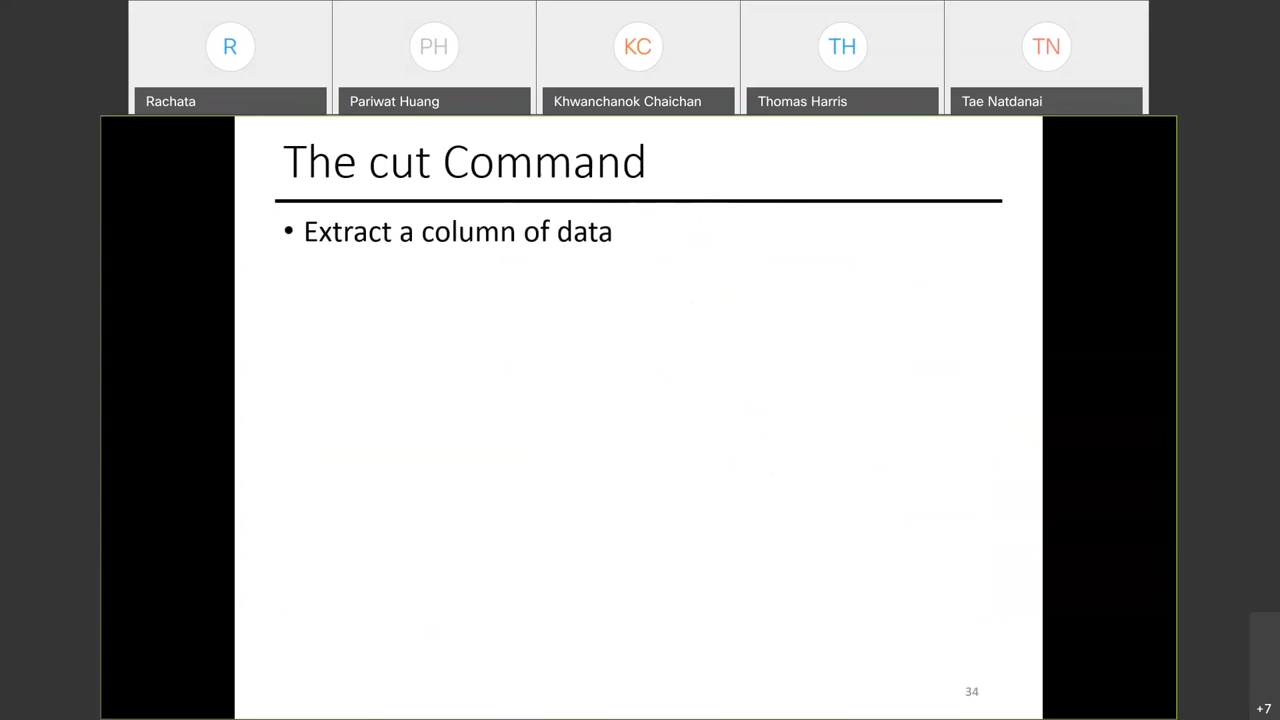 R
PH
KC
TH
TN
Rachata
Pariwat Huang
Khwanchanok Chaichan
Thomas Harris
Tae Natdanai
The cut Command
• Extract a column of data
34
+7